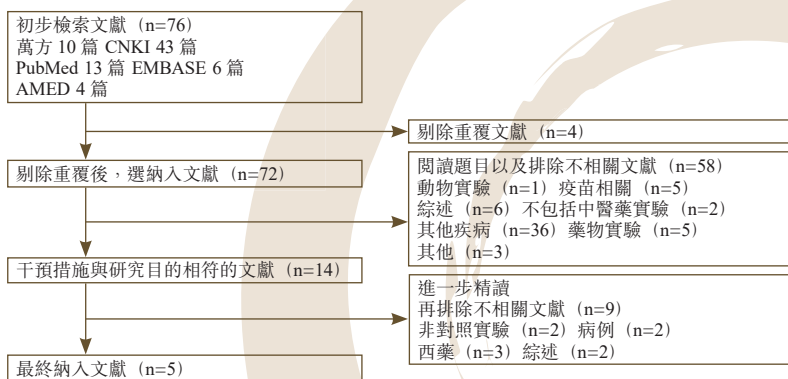 初步檢索文獻（n=76）
萬方 10 篇 CNKI 43 篇
PubMed 13 篇 EMBASE 6 篇
AMED 4 篇
剔除重覆文獻（n=4）
剔除重覆後，選納入文獻（n=72）
閱讀題目以及排除不相關文獻（n=58）
動物實驗（n=1）疫苗相關（n=5）
綜述（n=6）不包括中醫藥實驗（n=2）
其他疾病（n=36）藥物實驗（n=5）
其他（n=3）
干預措施與研究目的相符的文獻（n=14）
進一步精讀
再排除不相關文獻（n=9）
非對照實驗（n=2）病例（n=2）
西藥（n=3）綜述（n=2）
最終納入文獻（n=5）